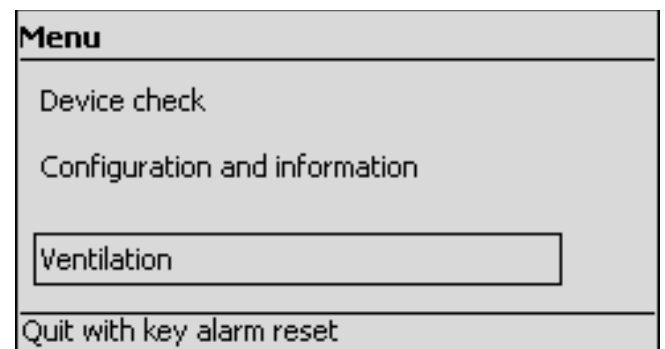 Menu
Device check
Configuration and information
Ventilation
Quit with key alarm reset